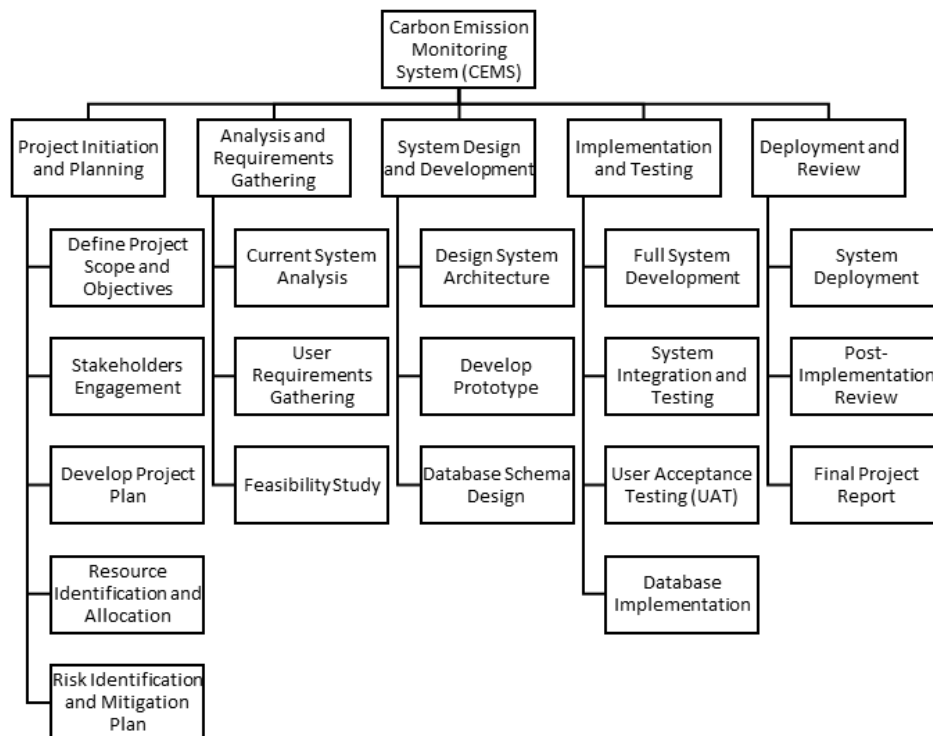 Carbon Emission
Monitoring
System (CEMS)
Project Initiation
and Planning
Analysis and
Requirements
Gathering
System Design
and Development
Implementation
and Testing
Deployment and
Review
Define Project
Scope and
Objectives
Current System
Analysis
Design System
Architecture
Full System
Development
System
Deployment
Stakeholders
Engagement
User
Requirements
Gathering
Develop
Prototype
System
Integration and
Testing
Post-
Implementation
Review
Develop Project
Plan
Feasibility Study
Database Schema
Design
User Acceptance
Testing (UAT)
Final Project
Report
Resource
Identification and
Allocation
Database
Implementation
Risk Identification
and Mitigation
Plan